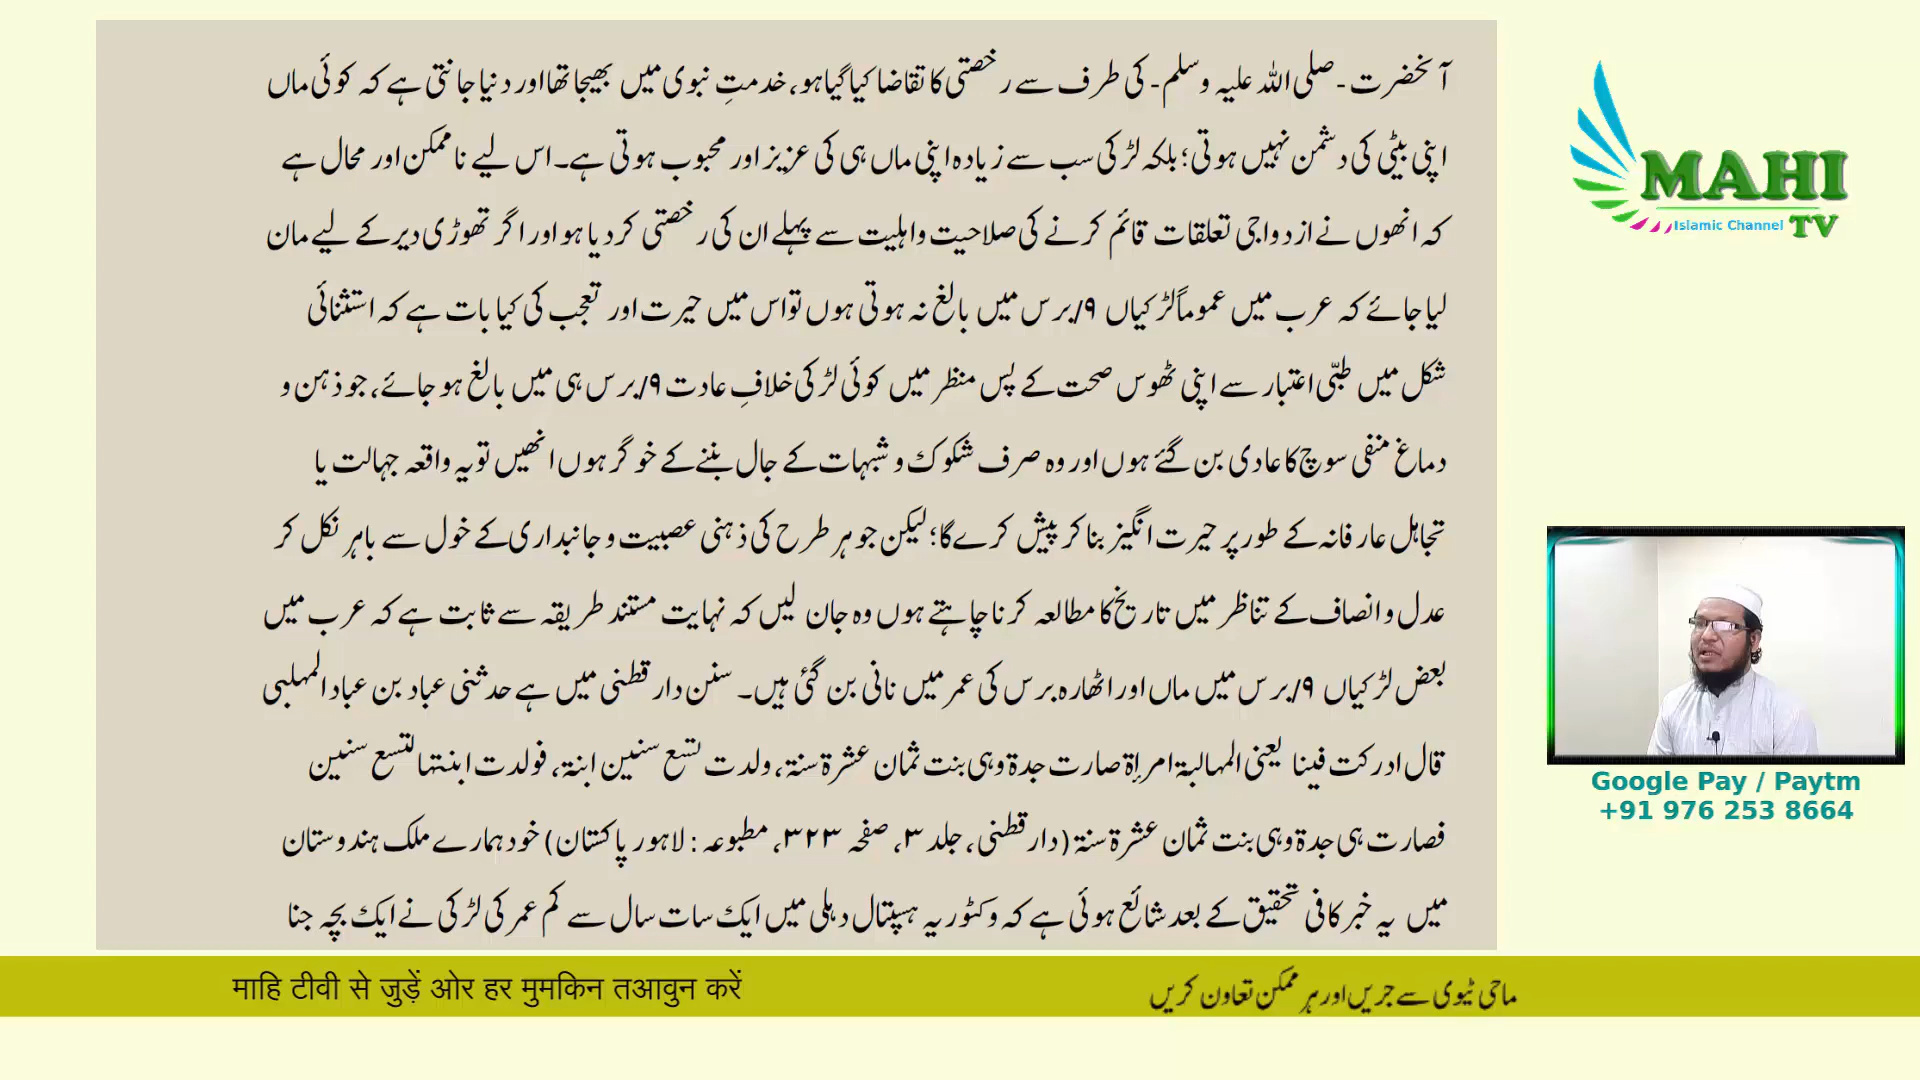 آنحضرت - صلی اللہ علیہ وسلم - کی طرف سے رخصتی کا تقاضا کیا گیا ہو، خدمتِ نبوی میں بھیجا تھا اور دنیا جانتی ہے کہ کوئی ماں
اپنی بیٹی کی دشمن نہیں ہوتی؛ بلکہ لڑکی سب سے زیادہ اپنی ماں ہی کی عزیز اور محبوب ہوتی ہے۔ اس لیے ناممکن اور محال ہے
کہ انھوں نے ازدواجی تعلقات قائم کرنے کی صلاحیت واہلیت سے پہلے ان کی رخصتی کردیا ہو اور اگر تھوڑی دیر کے لیے مان
لیا جائے کہ عرب میں عموماً لڑکیاں ۹/برس میں بالغ نہ ہوتی ہوں تو اس میں حیرت اور تعجب کی کیا بات ہے کہ استثنائی
شکل میں طبّی اعتبار سے اپنی ٹھوس صحت کے پس منظر میں کوئی لڑکی خلافِ عادت ۹/برس ہی میں بالغ ہوجائے، جو ذہن و
دماغ منفی سوچ کا عادی بن گئے ہوں اور وہ صرف شکوک و شبہات کے جال بننے کے خوگر ہوں انھیں تو یہ واقعہ جہالت یا
تجاہل عارفانہ کے طور پر حیرت انگیز بناکر پیش کرے گا؛ لیکن جو ہر طرح کی ذہنی عصبیت و جانبداری کے خول سے باہر نکل کر
عدل و انصاف کے تناظر میں تاریخ کا مطالعہ کرنا چاہتے ہوں وہ جان لیں کہ نہایت مستند طریقہ سے ثابت ہے کہ عرب میں
بعض لڑکیاں ۹/برس میں ماں اور اٹھارہ برس کی عمر میں نانی بن گئی ہیں۔ سنن دار قطنی میں ہے حدثنی عباد بن عباد المہلبی
قال ادرکت فینا یعنی المہالبۃ امرأۃ صارت جدۃ وہی بنت ثمان عشرۃ سنۃ، ولدت تسع سنین ابنۃ، فولدت ابنتہا لتسع سنین
فصارت ہی جدۃ وہی بنت ثمان عشرۃ سنۃ (دار قطنی، جلد ۳، صفحہ ۳۲۳، مطبوعہ: لاہور پاکستان) خود ہمارے ملک ہندوستان
میں یہ خبر کافی تحقیق کے بعد شائع ہوئی ہے کہ وکٹوریہ ہسپتال دہلی میں ایک سات سال سے کم عمر کی لڑکی نے ایک بچہ جنا
MAHI
Islamic Channel TV
Google Pay / Paytm
+91 976 253 8664
माहि टीवी से जुड़ें ओर हर मुमकिन तआवुन करें
ماحی ٹیوی سے جریں اور ہر ممکن تعاون کریں